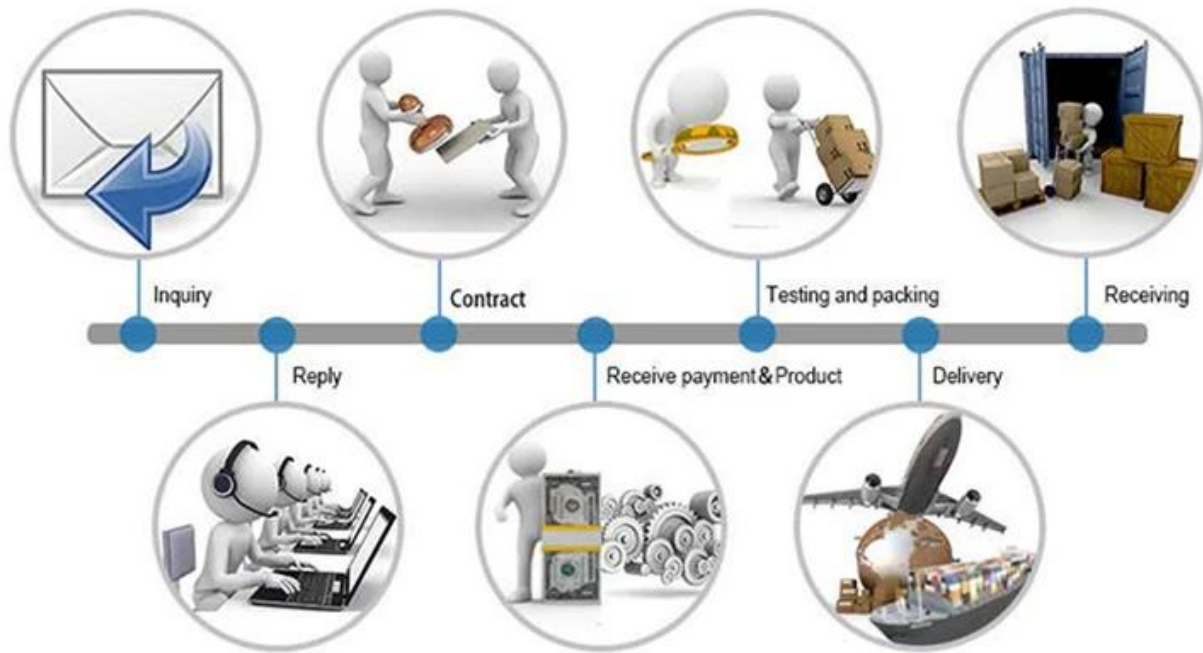 Inquiry
Contract
Testing and packing
Receiving
Reply
Receive payment&Product
Delivery